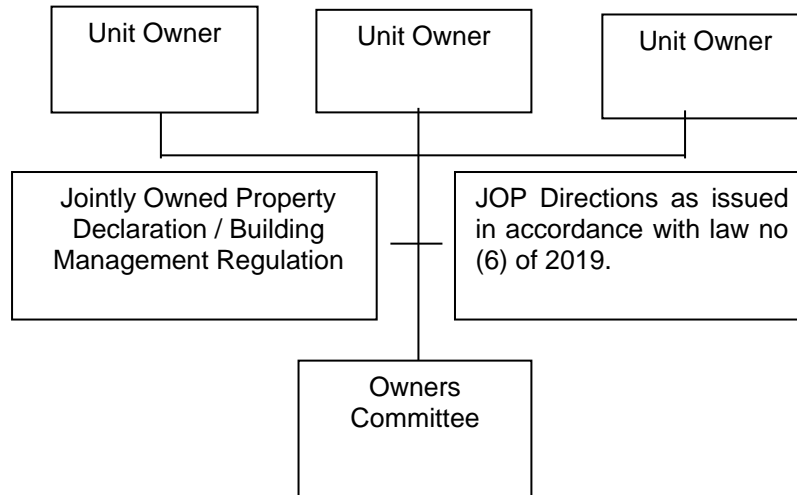 Unit Owner
Unit Owner
Unit Owner
Jointly Owned Property
Declaration / Building
Management Regulation
JOP Directions as issued
in accordance with law no
(6) of 2019.
Owners
Committee